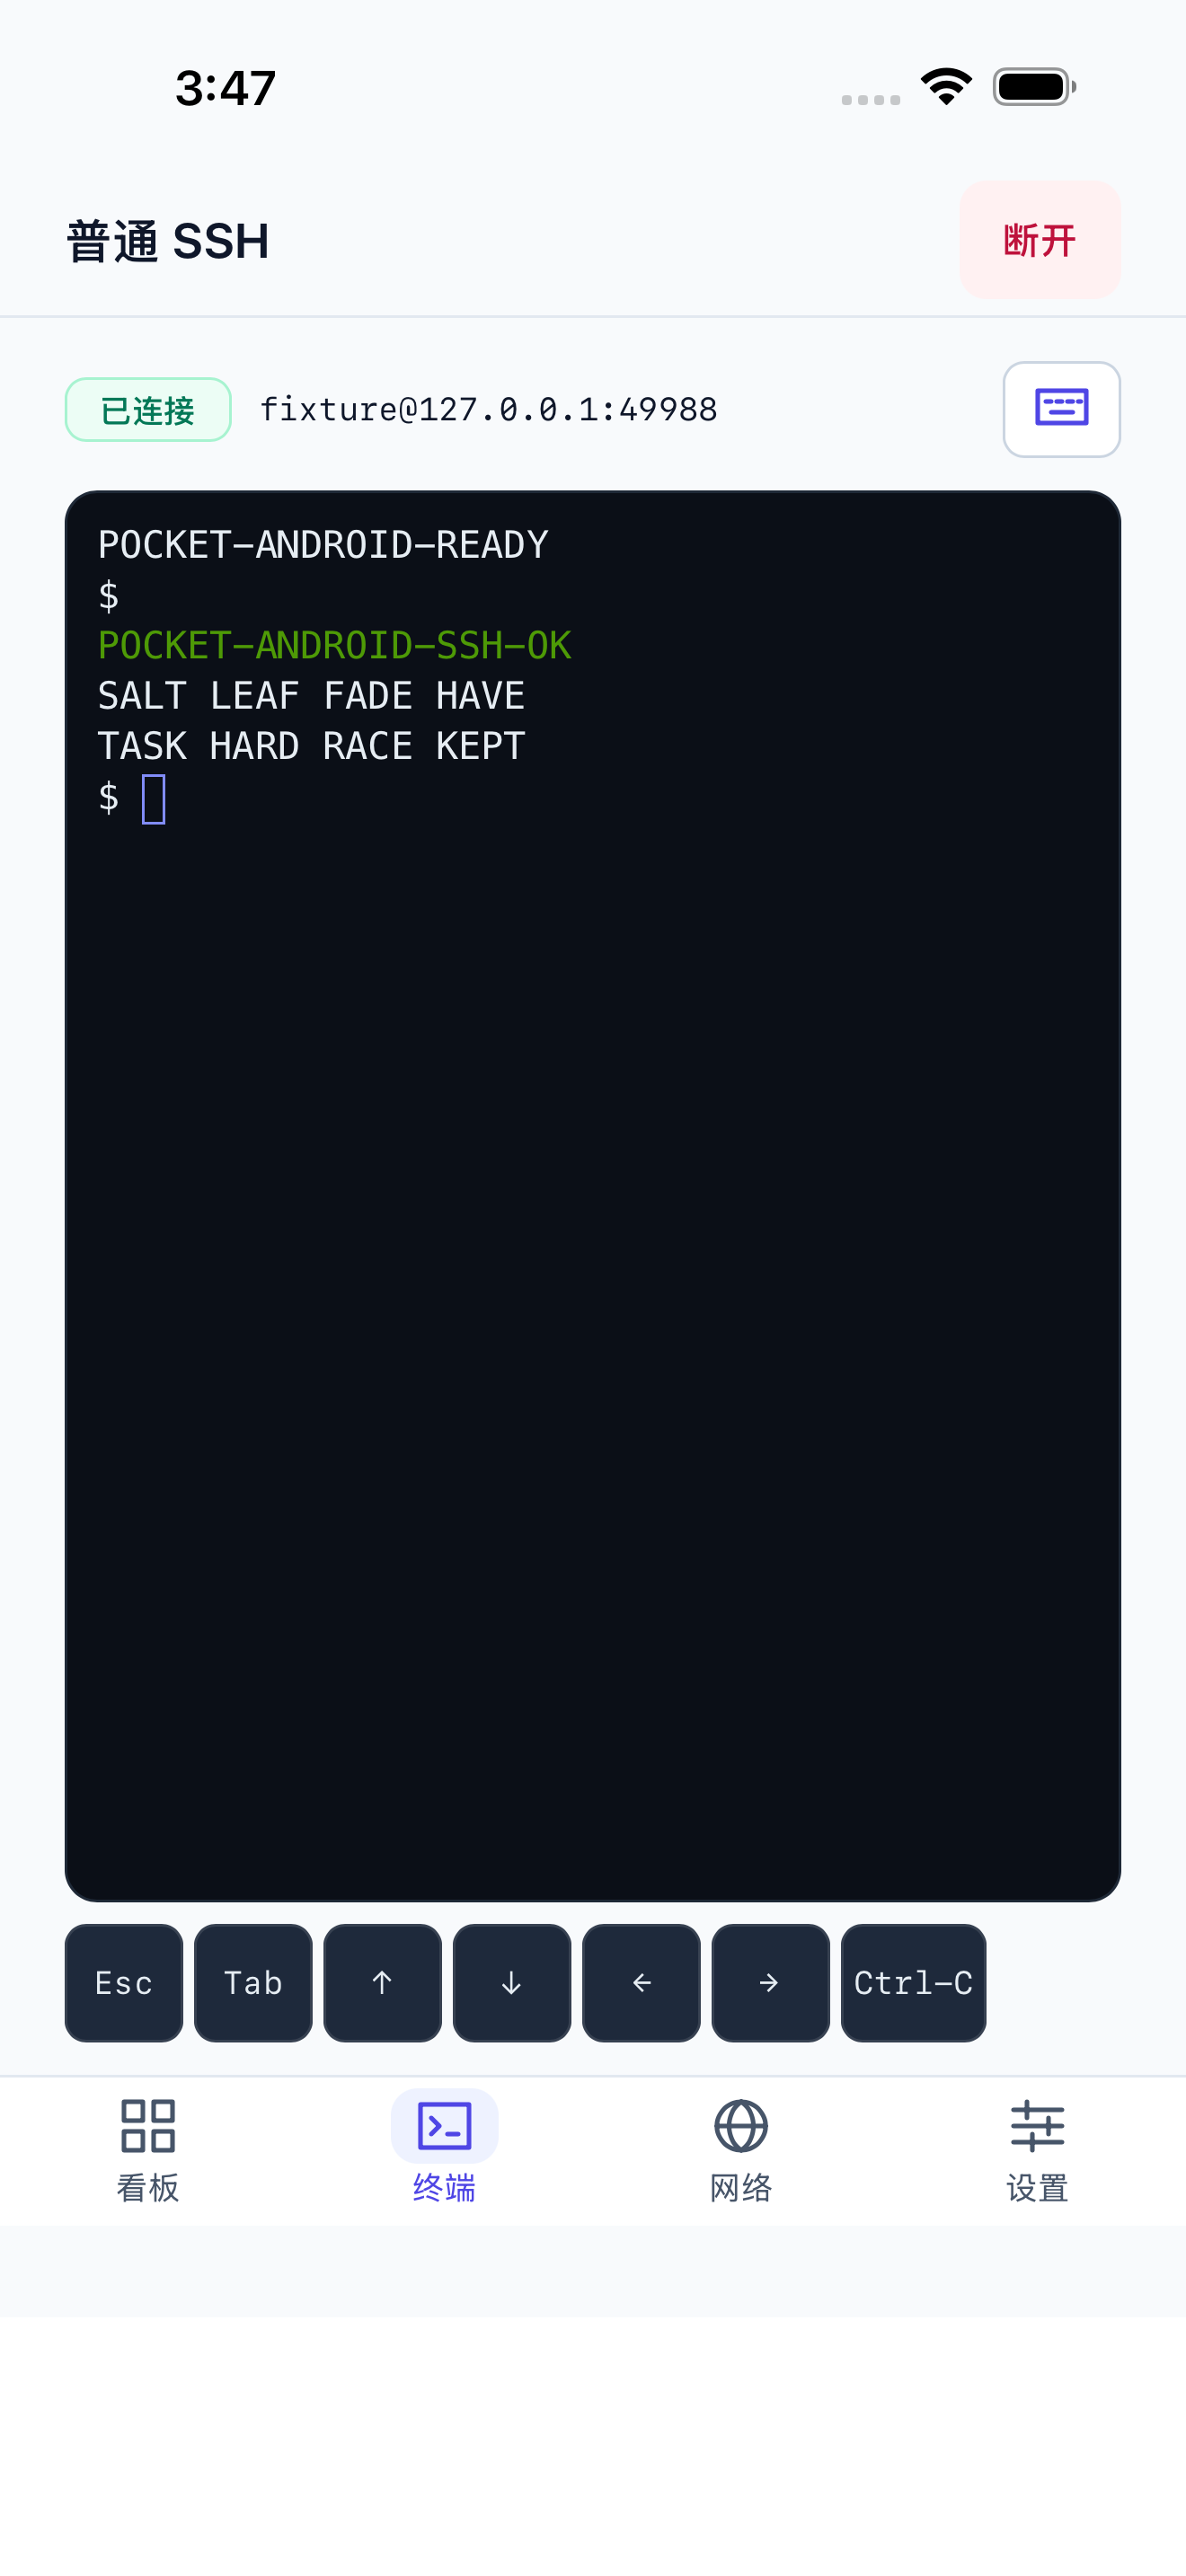 3:47
普通 SSH
断开
已连接 fixture@127.0.0.1:49988
POCKET-ANDROID-READY
$
POCKET-ANDROID-SSH-OK
SALT LEAF FADE HAVE
TASK HARD RACE KEPT
$
Esc Tab ↑ ↓ ← → Ctrl-C
看板 终端 网络 设置